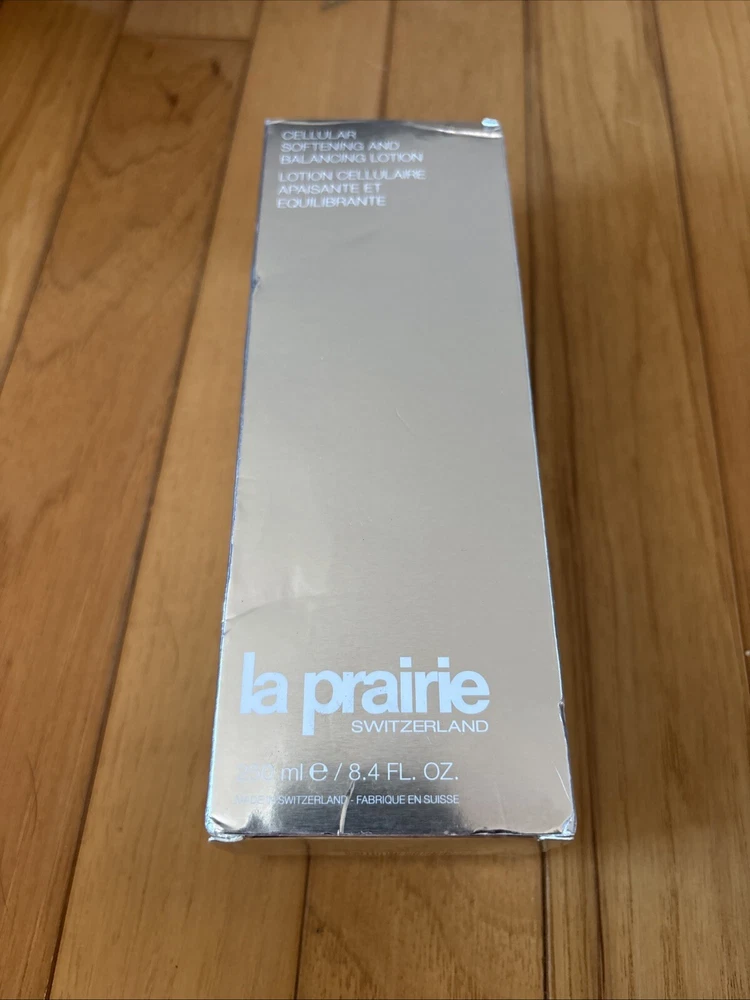 CELLULAR
SOFTENING AND
BALANCING LOTION
LOTION CELLULAIRE
APAISANTE ET
EQUILIBRANTE
la prairie
SWITZERLAND
ml e / 8.4 FL. OZ.
SWITZERLAND - FABRIQUE EN SUISSE